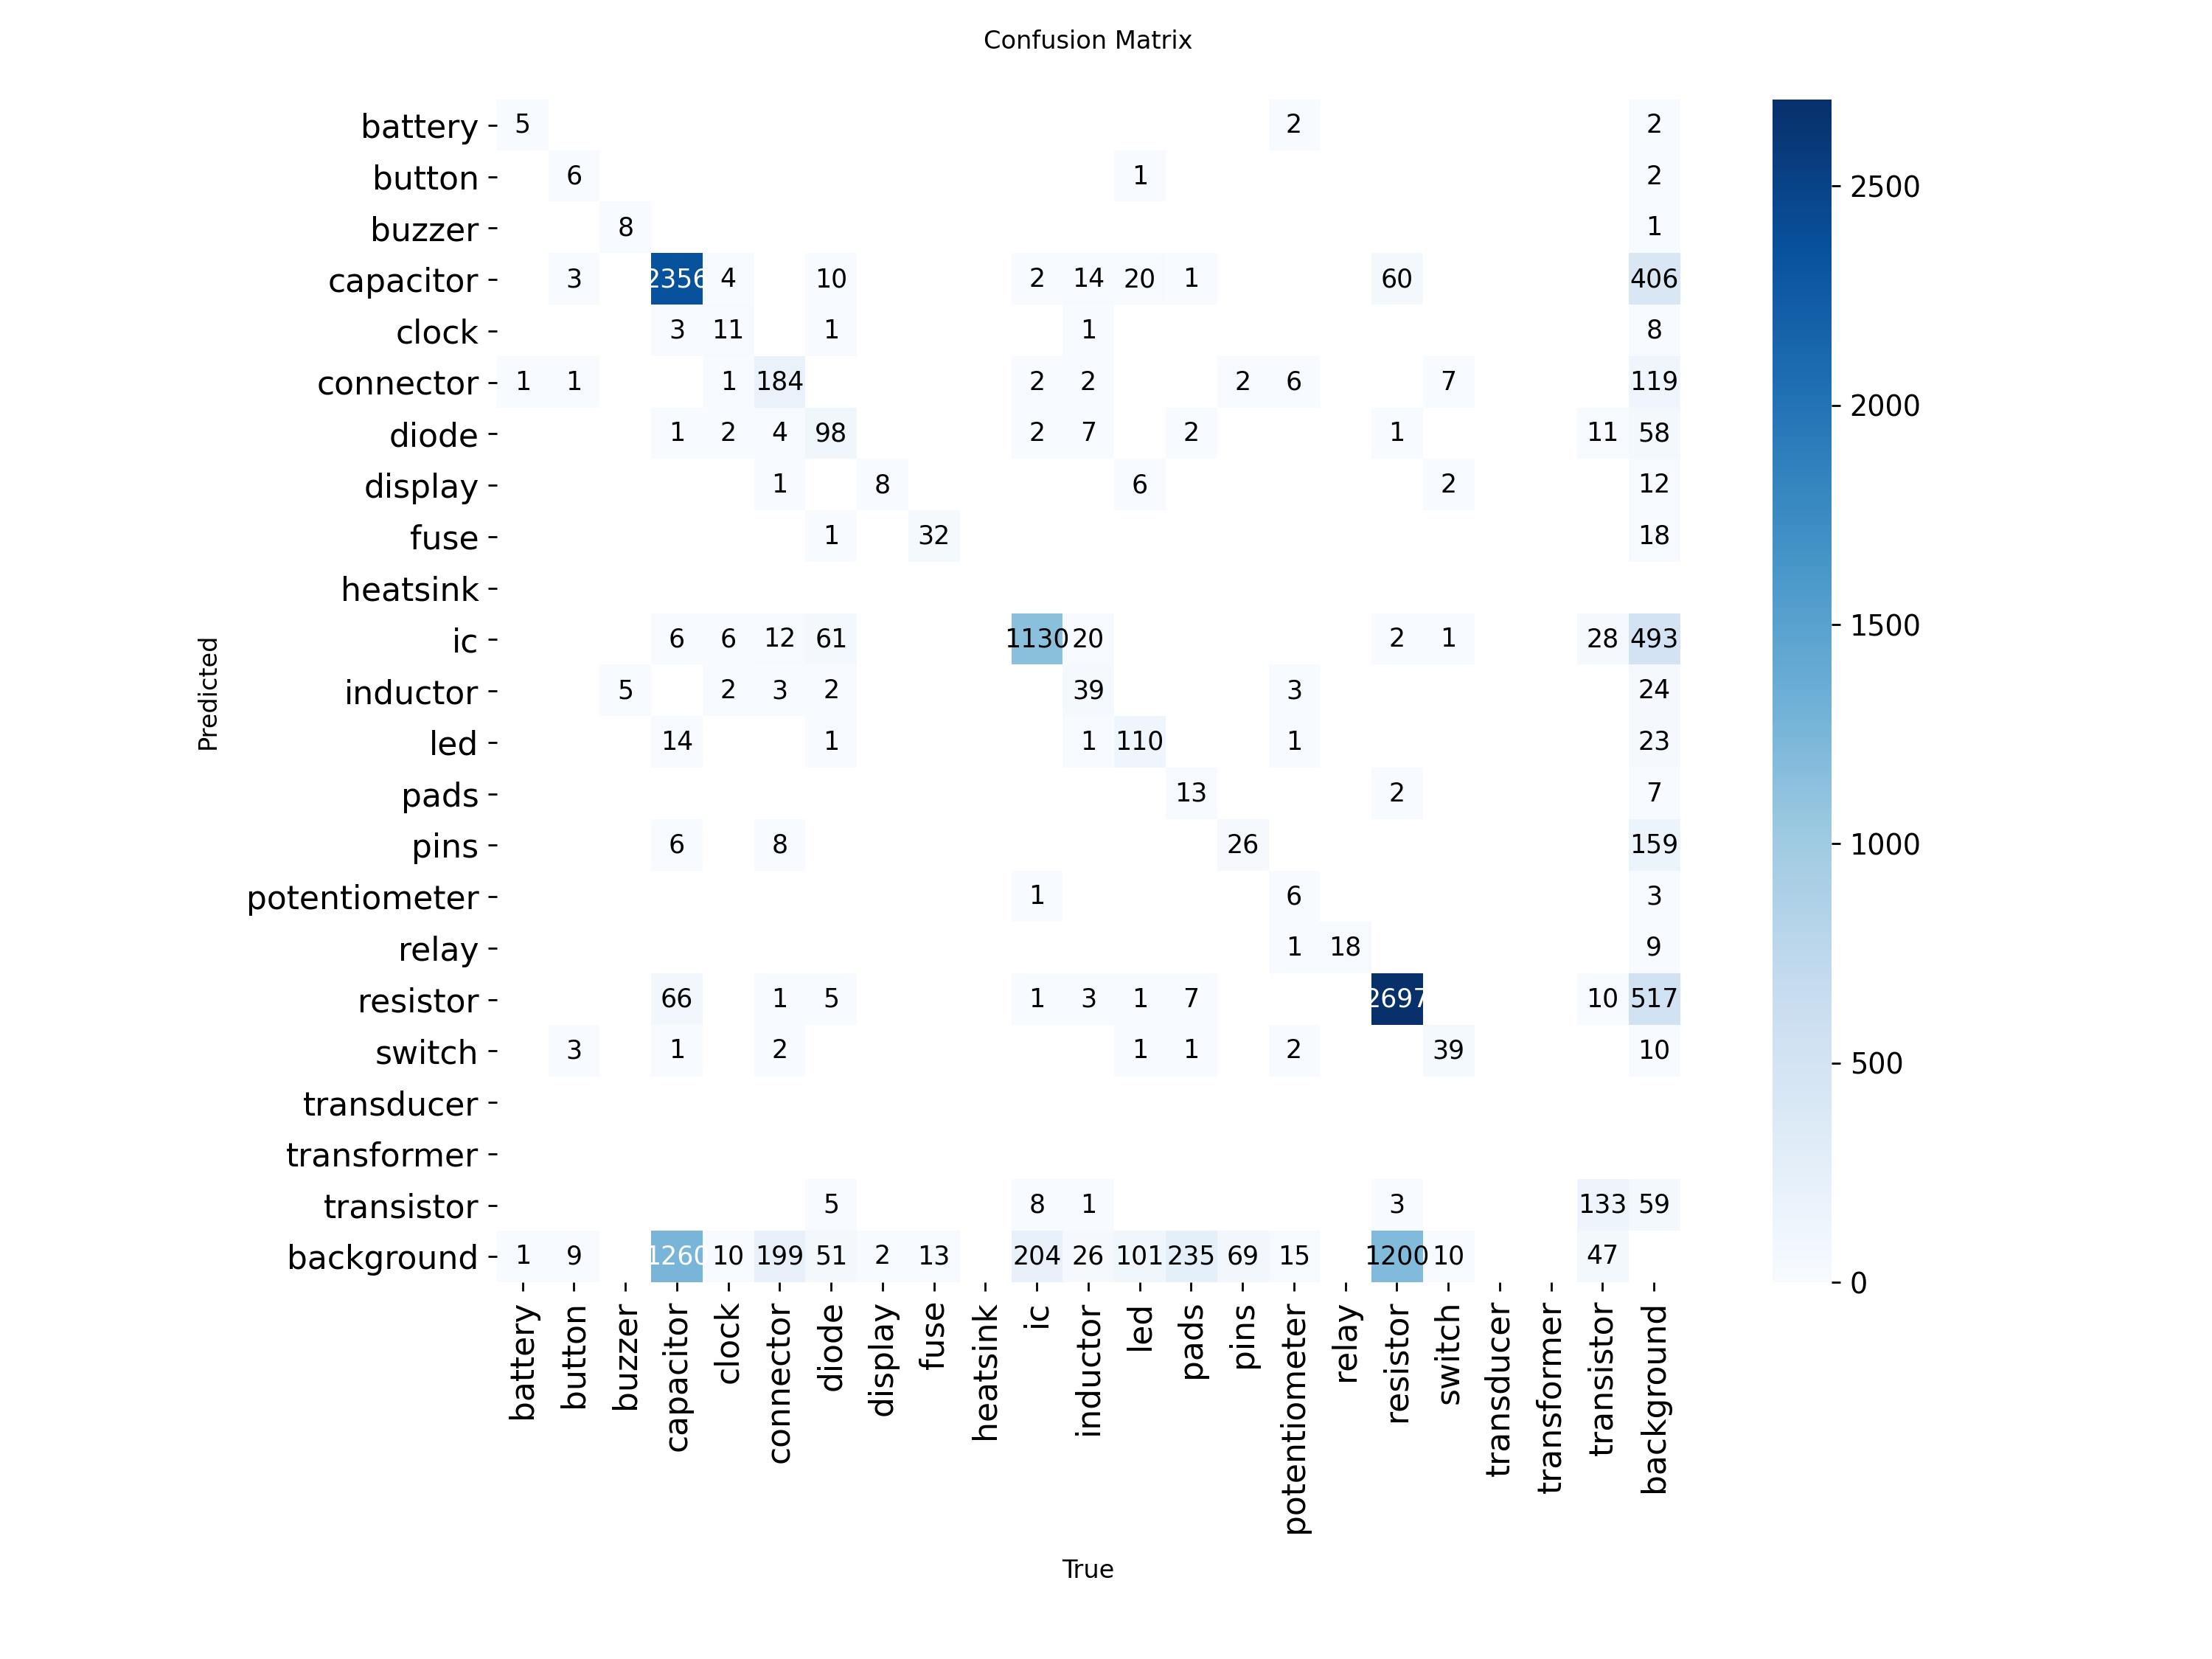 Confusion Matrix
battery 5 2 2
button 6 1 2
buzzer 8 1
capacitor 3 2356 4 10 2 14 20 1 60 406
clock 3 11 1 1 8
connector 1 1 1 184 2 2 2 6 7 119
diode 1 2 4 98 2 7 2 1 11 58
display 1 8 6 2 12
fuse 1 32 18
heatsink
ic 6 6 12 61 1130 20 2 1 28 493
inductor 5 2 3 2 39 3 24
led 14 1 1 110 1 23
pads 13 2 7
pins 6 8 26 159
potentiometer 1 6 3
relay 1 18 9
resistor 66 1 5 1 3 1 7 2697 10 517
switch 3 1 2 1 1 2 39 10
transducer
transformer
transistor 5 8 1 3 133 59
background 1 9 1260 10 199 51 2 13 204 26 101 235 69 15 1200 10 47
battery button buzzer capacitor clock connector diode display fuse heatsink ic inductor led pads pins potentiometer relay resistor switch transducer transformer transistor background
True
Predicted
2500
2000
1500
1000
500
0